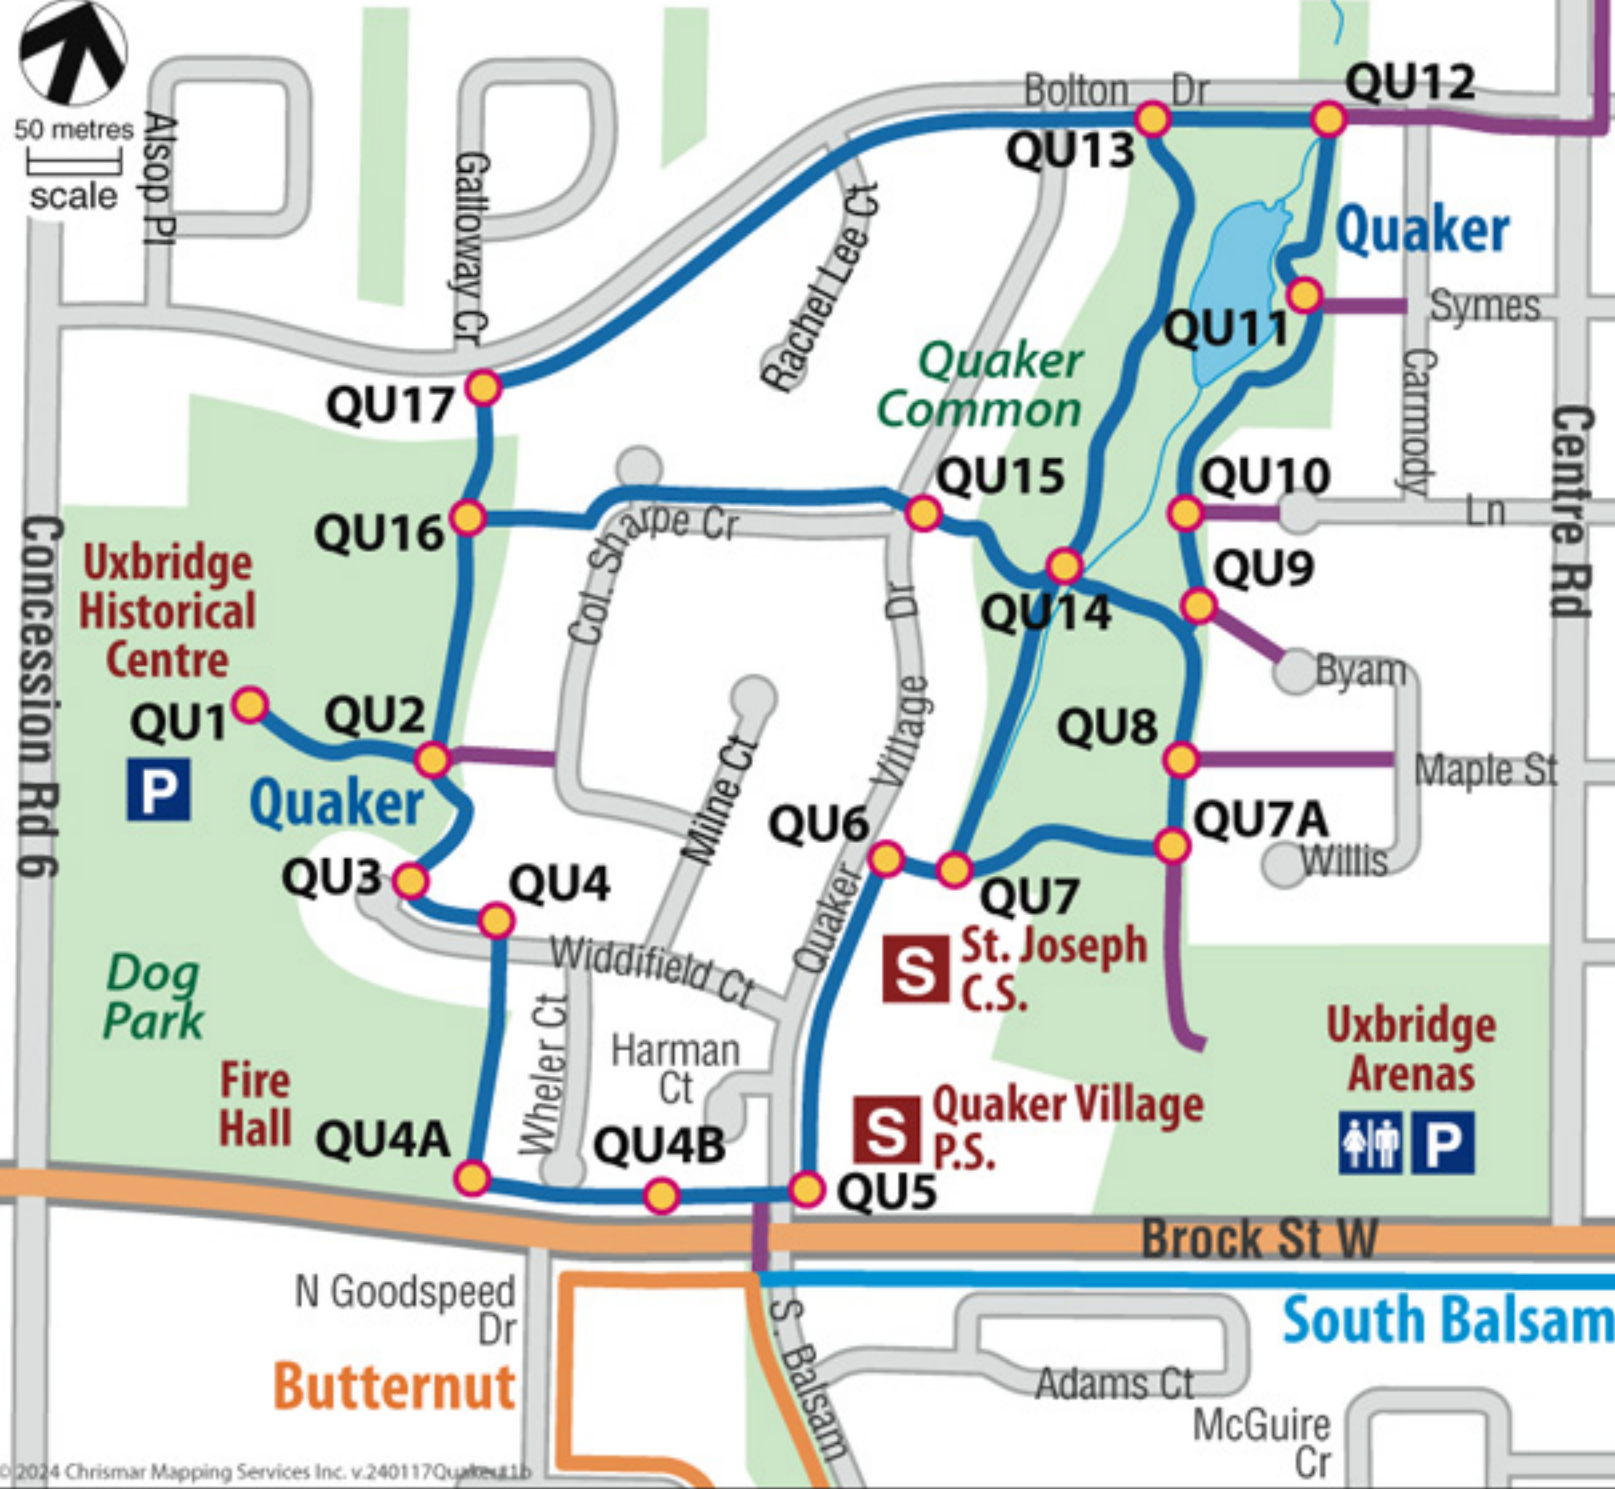 50 metres
scale
Alsop Pl
Galloway Cr
Bolton Dr
QU12
QU13
Quaker
Rachel Lee Ct
QU11
Symes
Quaker
Common
Carmody
QU17
Centre Rd
QU15
QU10
Ln
QU16
Col. Sharpe Cr
Concession Rd 6
Uxbridge
Historical
Centre
QU9
QU14
Dr
Byam
QU1
QU2
P
Quaker
Village
Quaker
QU8
Maple St
Milne Ct
QU6
QU7A
Willis
QU3
QU4
QU7
Widdifield Ct
S
St. Joseph
C.S.
Dog
Park
Wheler Ct
Harman
Ct
Uxbridge
Arenas
P
Fire
Hall
QU4A
QU4B
S
Quaker Village
P.S.
QU5
Brock St W
N Goodspeed
Dr
S. Balsam
South Balsam
Butternut
Adams Ct
McGuire
Cr
© 2024 Chrismar Mapping Services Inc. v.240117Quakeut1b